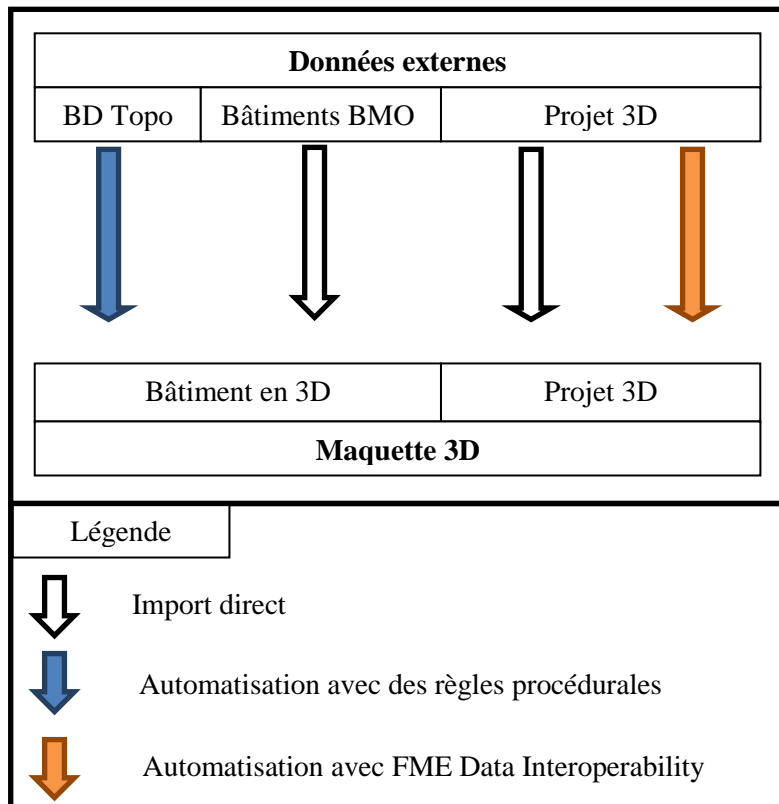 Données externes
BD Topo Bâtiments BMO Projet 3D
Bâtiment en 3D Projet 3D
Maquette 3D
Légende
Import direct
Automatisation avec des règles procédurales
Automatisation avec FME Data Interoperability